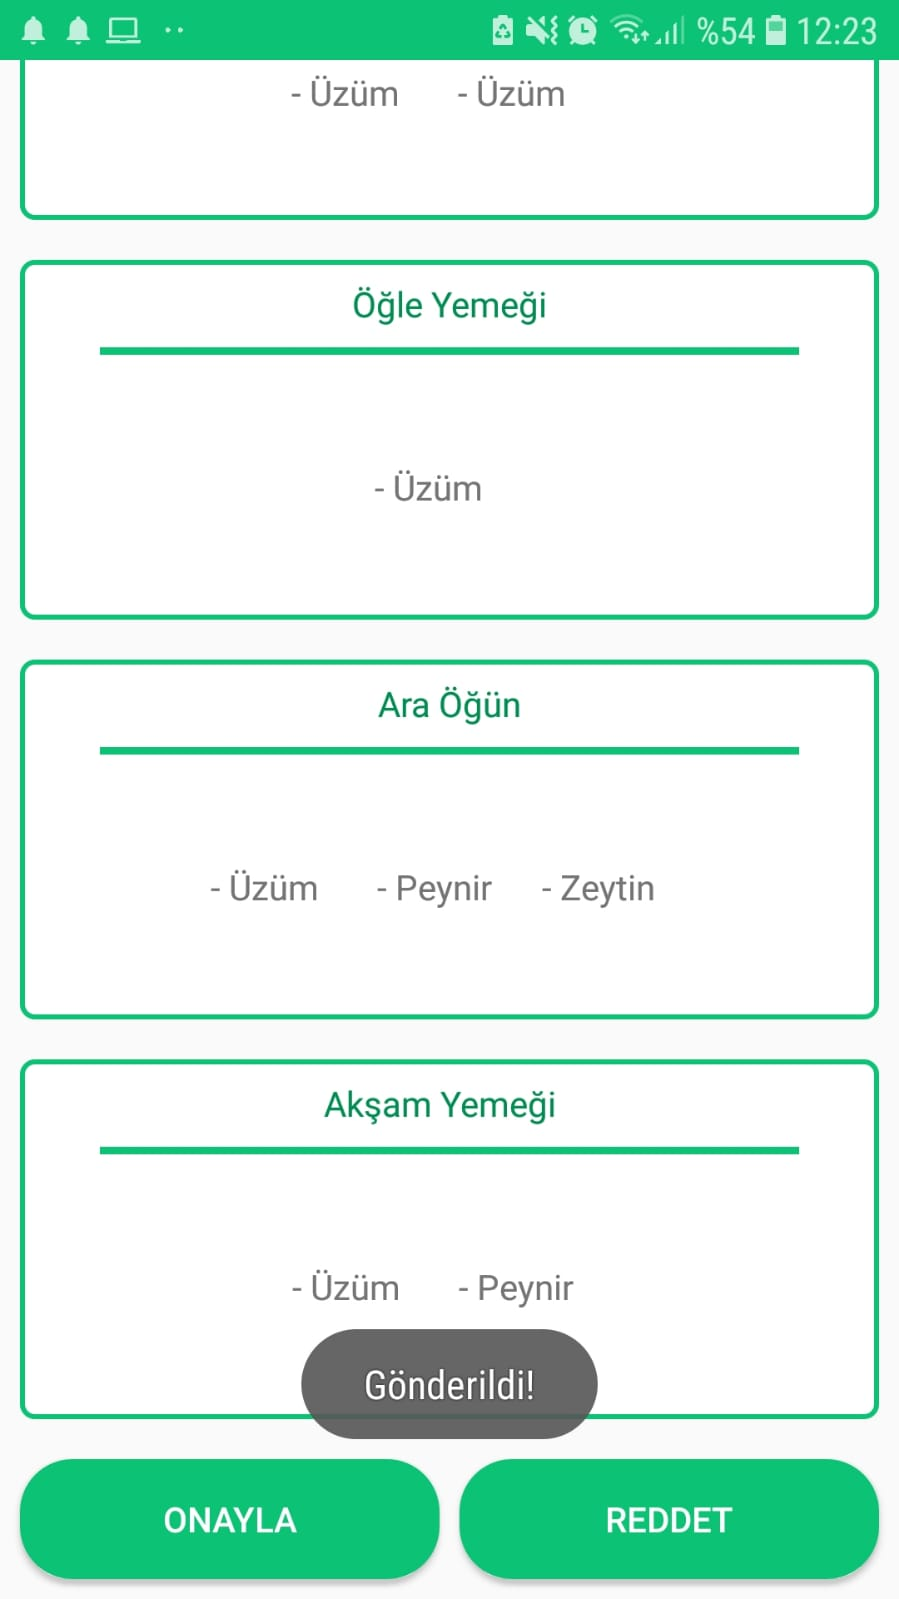 %54 12:23
- Üzüm - Üzüm
Öğle Yemeği
- Üzüm
Ara Öğün
- Üzüm - Peynir - Zeytin
Akşam Yemeği
- Üzüm - Peynir
Gönderildi!
ONAYLA REDDET